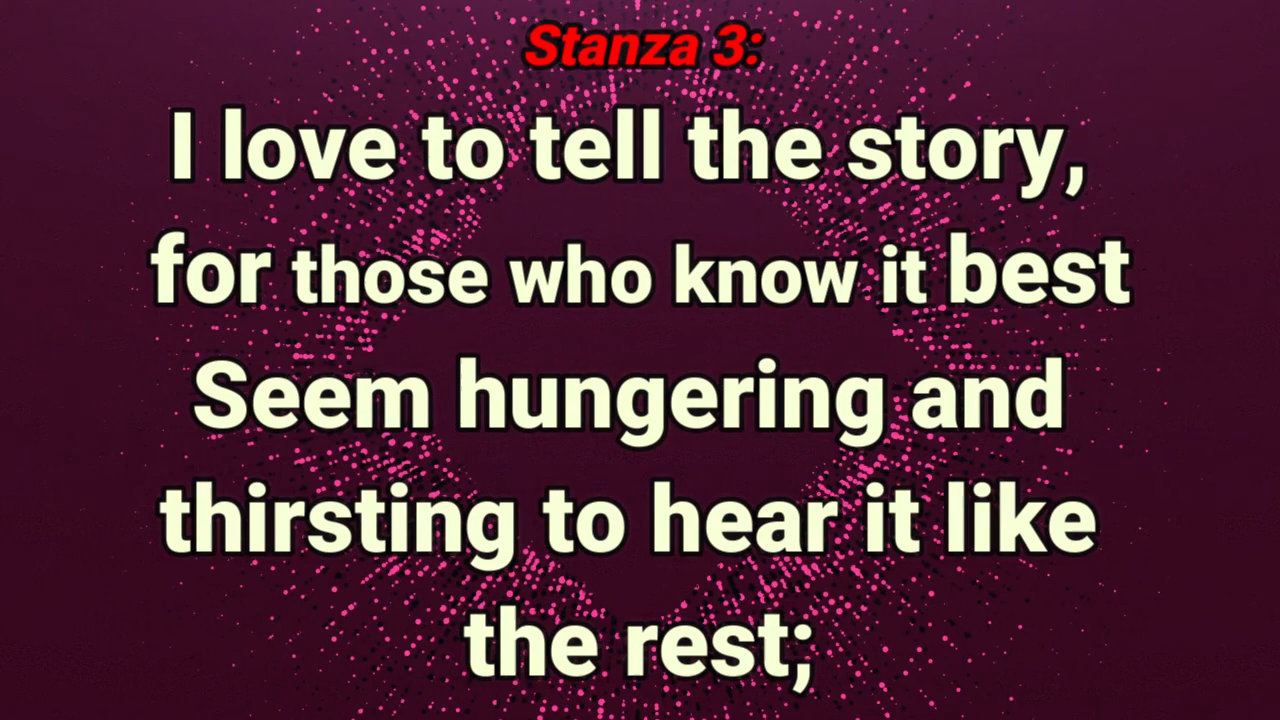 Stanza 3:
I love to tell the story,
for those who know it best
Seem hungering and
thirsting to hear it like
the rest;